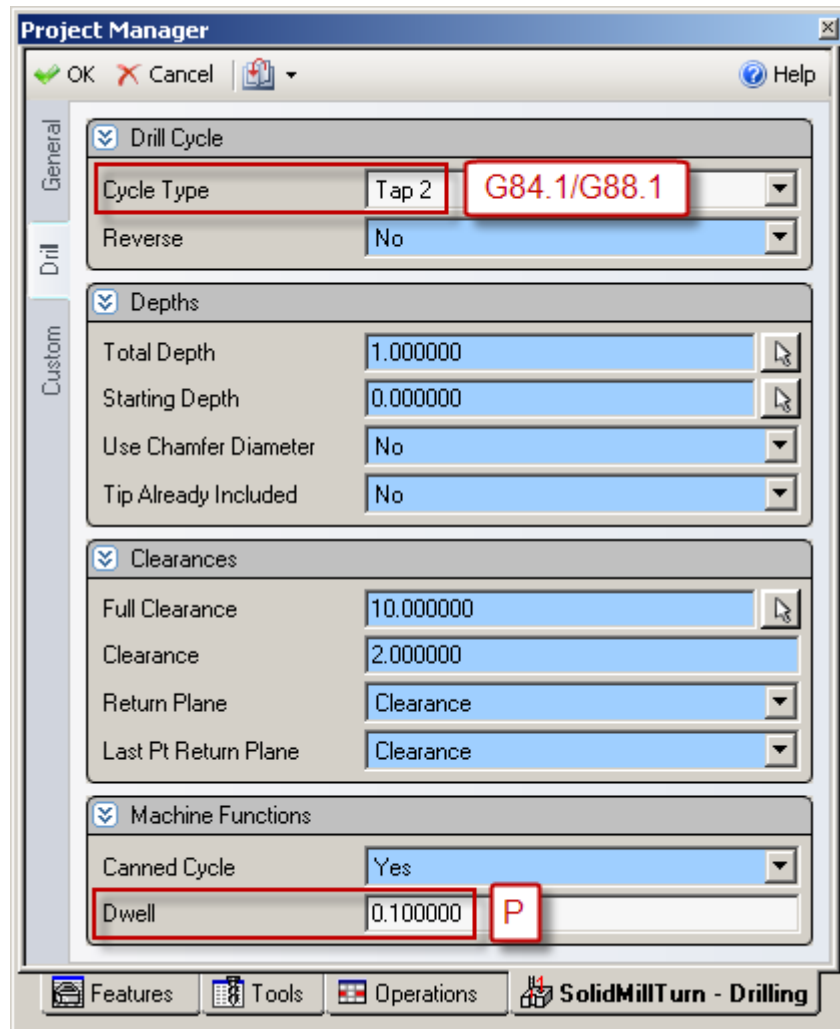 Project Manager
OK Cancel Help
General
Drill
Custom
Drill Cycle
Cycle Type Tap 2 G84.1/G88.1
Reverse No
Depths
Total Depth 1.000000
Starting Depth 0.000000
Use Chamfer Diameter No
Tip Already Included No
Clearances
Full Clearance 10.000000
Clearance 2.000000
Return Plane Clearance
Last Pt Return Plane Clearance
Machine Functions
Canned Cycle Yes
Dwell 0.100000 P
Features Tools Operations SolidMillTurn - Drilling